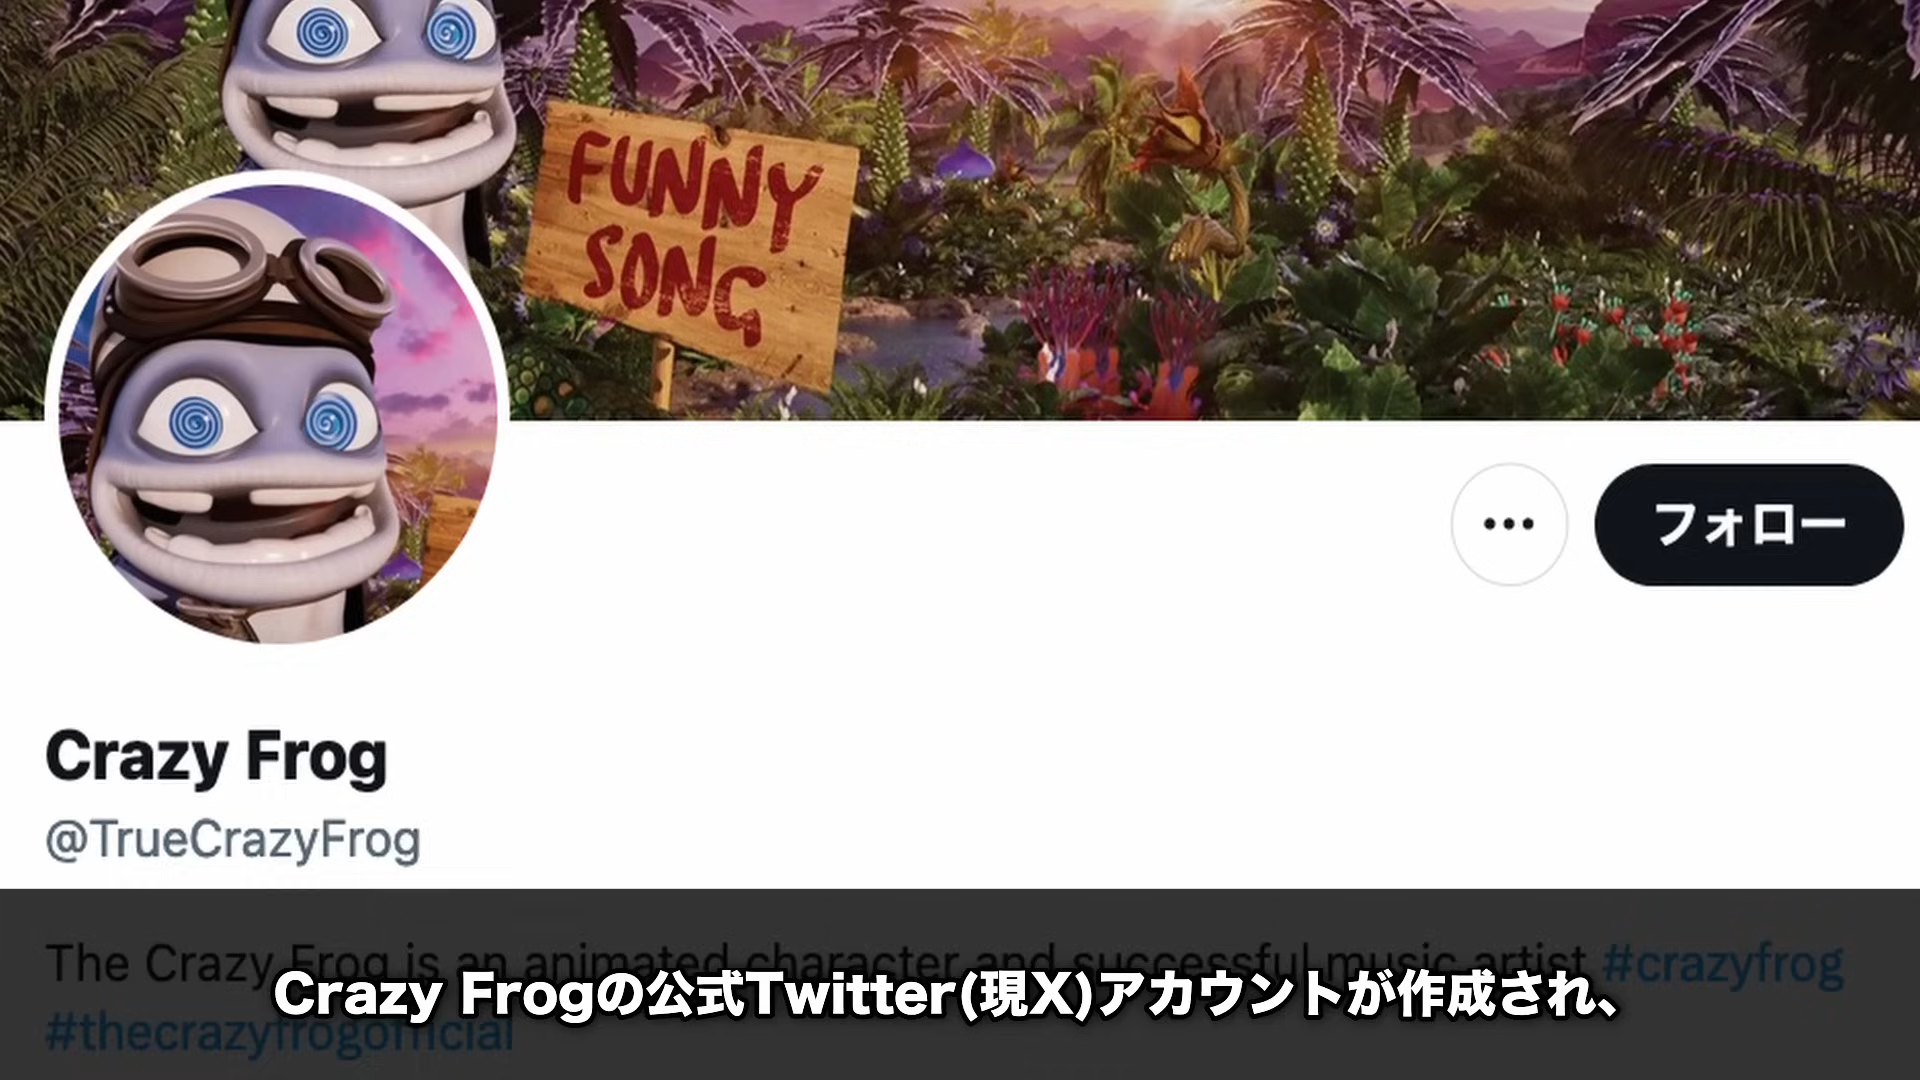 FUNNY
SONG
フォロー
Crazy Frog
@TrueCrazyFrog
The Crazy Frog is an animated character and successful music artist #crazyfrog
#thecrazyfrogofficial
Crazy Frogの公式Twitter(現X)アカウントが作成され、